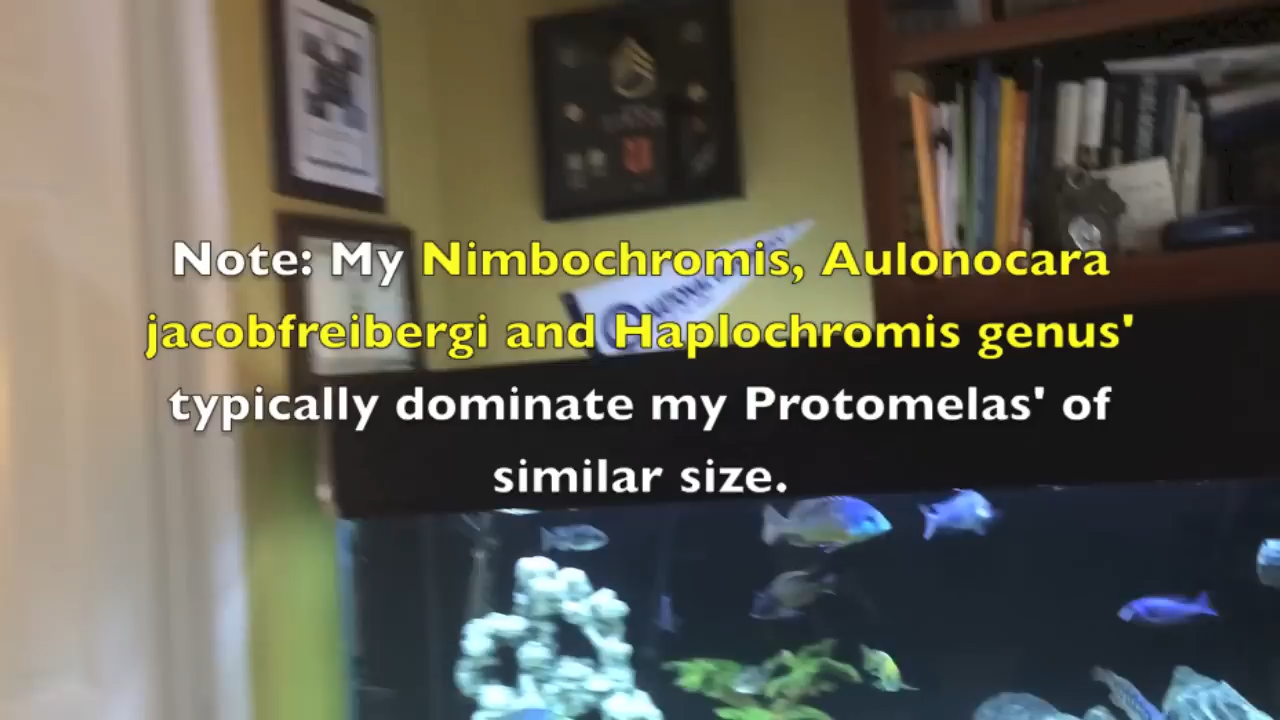 Note: My Nimbochromis, Aulonocara
jacobfreibergi and Haplochromis genus'
typically dominate my Protomelas' of
similar size.